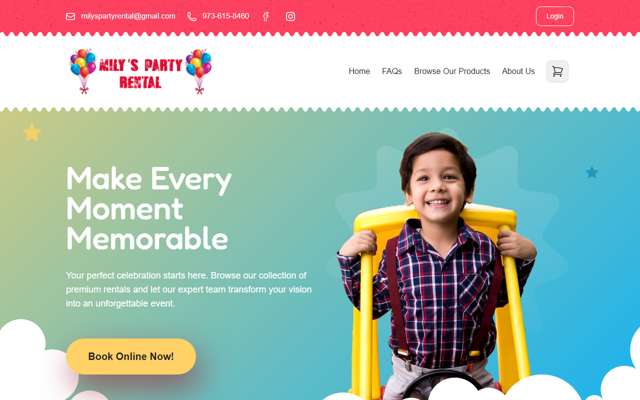 milyspartyrental@gmail.com 973-615-8460 Login
MILY'S PARTY
RENTAL
Home FAQs Browse Our Products About Us
Make Every
Moment
Memorable
Your perfect celebration starts here. Browse our collection of
premium rentals and let our expert team transform your vision
into an unforgettable event.
Book Online Now!